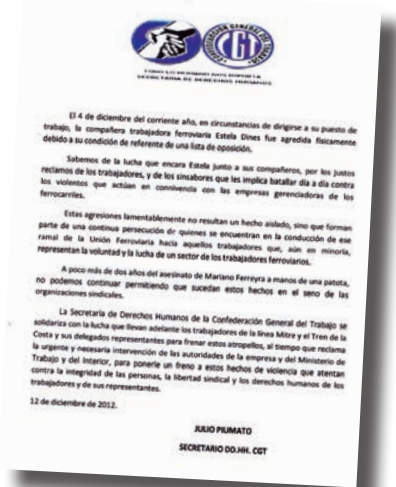 CONFEDERACION GENERAL DEL TRABAJO
CGT
TODO LO HUMANO NOS IMPORTA
SECRETARIA DE DERECHOS HUMANOS
El 4 de diciembre del corriente año, en circunstancias de dirigirse a su puesto de
trabajo, la compañera trabajadora ferroviaria Estela Dines fue agredida físicamente
debido a su condición de referente de una lista de oposición.
Sabemos de la lucha que encara Estela junto a sus compañeros, por los justos
reclamos de los trabajadores, y de los sinsabores que les implica batallar día a día contra
los violentos que actúan en connivencia con las empresas gerenciadoras de los
ferrocarriles.
Estas agresiones lamentablemente no resultan un hecho aislado, sino que forman
parte de una continua persecución de quienes se encuentran en la conducción de ese
ramal de la Unión Ferroviaria hacia aquellos trabajadores que, aún en minoría,
representan la voluntad y la lucha de un sector de los trabajadores ferroviarios,
A poco más de dos años del asesinato de Mariano Ferreyra a manos de una patota,
no podemos continuar permitiendo que sucedan estos hechos en el seno de las
organizaciones sindicales.
La Secretaría de Derechos Humanos de la Confederación General del Trabajo se
solidariza con la lucha que llevan adelante los trabajadores de la línea Mitre y el Tren de la
Costa y sus delegados representantes para frenar estos atropellos, al tiempo que reclama
la urgente y necesaria intervención de las autoridades de la empresa y del Ministerio de
Trabajo y del Interior, para ponerle un freno a estos hechos de violencia que atentan
contra la integridad de las personas, la libertad sindical y los derechos humanos de los
trabajadores y de sus representantes.
12 de diciembre de 2012.
JULIO PIUMATO
SECRETARIO DD.HH. CGT